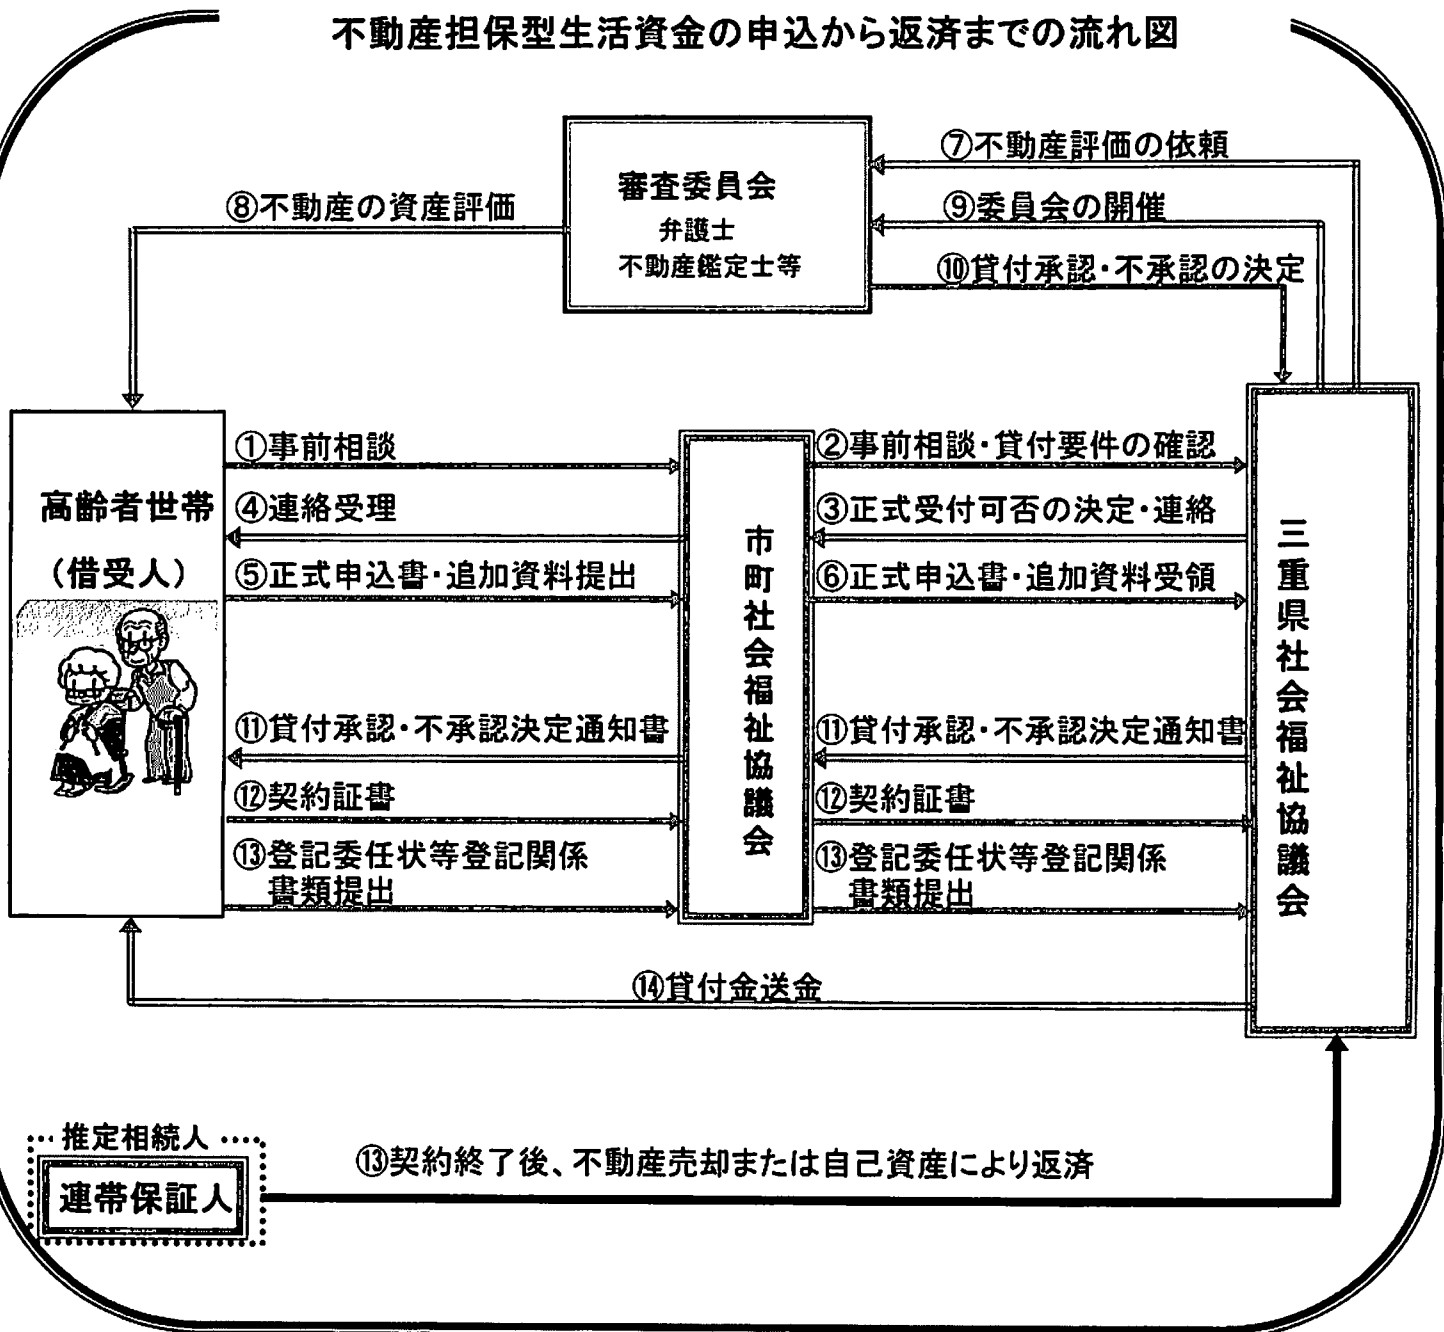 不動産担保型生活資金の申込から返済までの流れ図
⑦不動産評価の依頼
審査委員会
⑧不動産の資産評価
⑨委員会の開催
弁護士
不動産鑑定士等
⑩貸付承認・不承認の決定
高齢者世帯
(借受人)
①事前相談
②事前相談・貸付要件の確認
④連絡受理
③正式受付可否の決定・連絡
⑤正式申込書・追加資料提出
⑥正式申込書・追加資料受領
市町社会福祉協議会
三重県社会福祉協議会
⑪貸付承認・不承認決定通知書
⑪貸付承認・不承認決定通知書
⑫契約証書
⑫契約証書
⑬登記委任状等登記関係
書類提出
⑬登記委任状等登記関係
書類提出
⑭貸付金送金
推定相続人
連帯保証人
⑬契約終了後、不動産売却または自己資産により返済